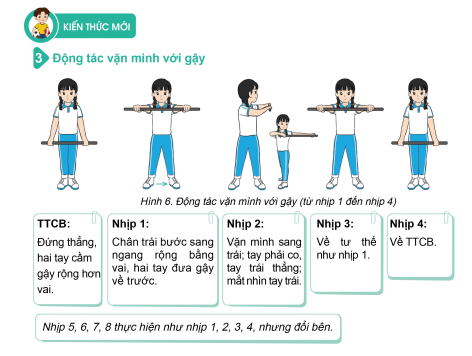 KIẾN THỨC MỚI
3 Động tác vặn mình với gậy
Hình 6. Động tác vặn mình với gậy (từ nhịp 1 đến nhịp 4)
TTCB:
Đứng thẳng,
hai tay cầm
gậy rộng hơn
vai.
Nhịp 1:
Chân trái bước sang
ngang rộng bằng
vai, hai tay đưa gậy
về trước.
Nhịp 2:
Vặn mình sang
trái; tay phải co,
tay trái thẳng;
mắt nhìn tay trái.
Nhịp 3:
Về tư thế
như nhịp 1.
Nhịp 4:
Về TTCB.
Nhịp 5, 6, 7, 8 thực hiện như nhịp 1, 2, 3, 4, nhưng đổi bên.